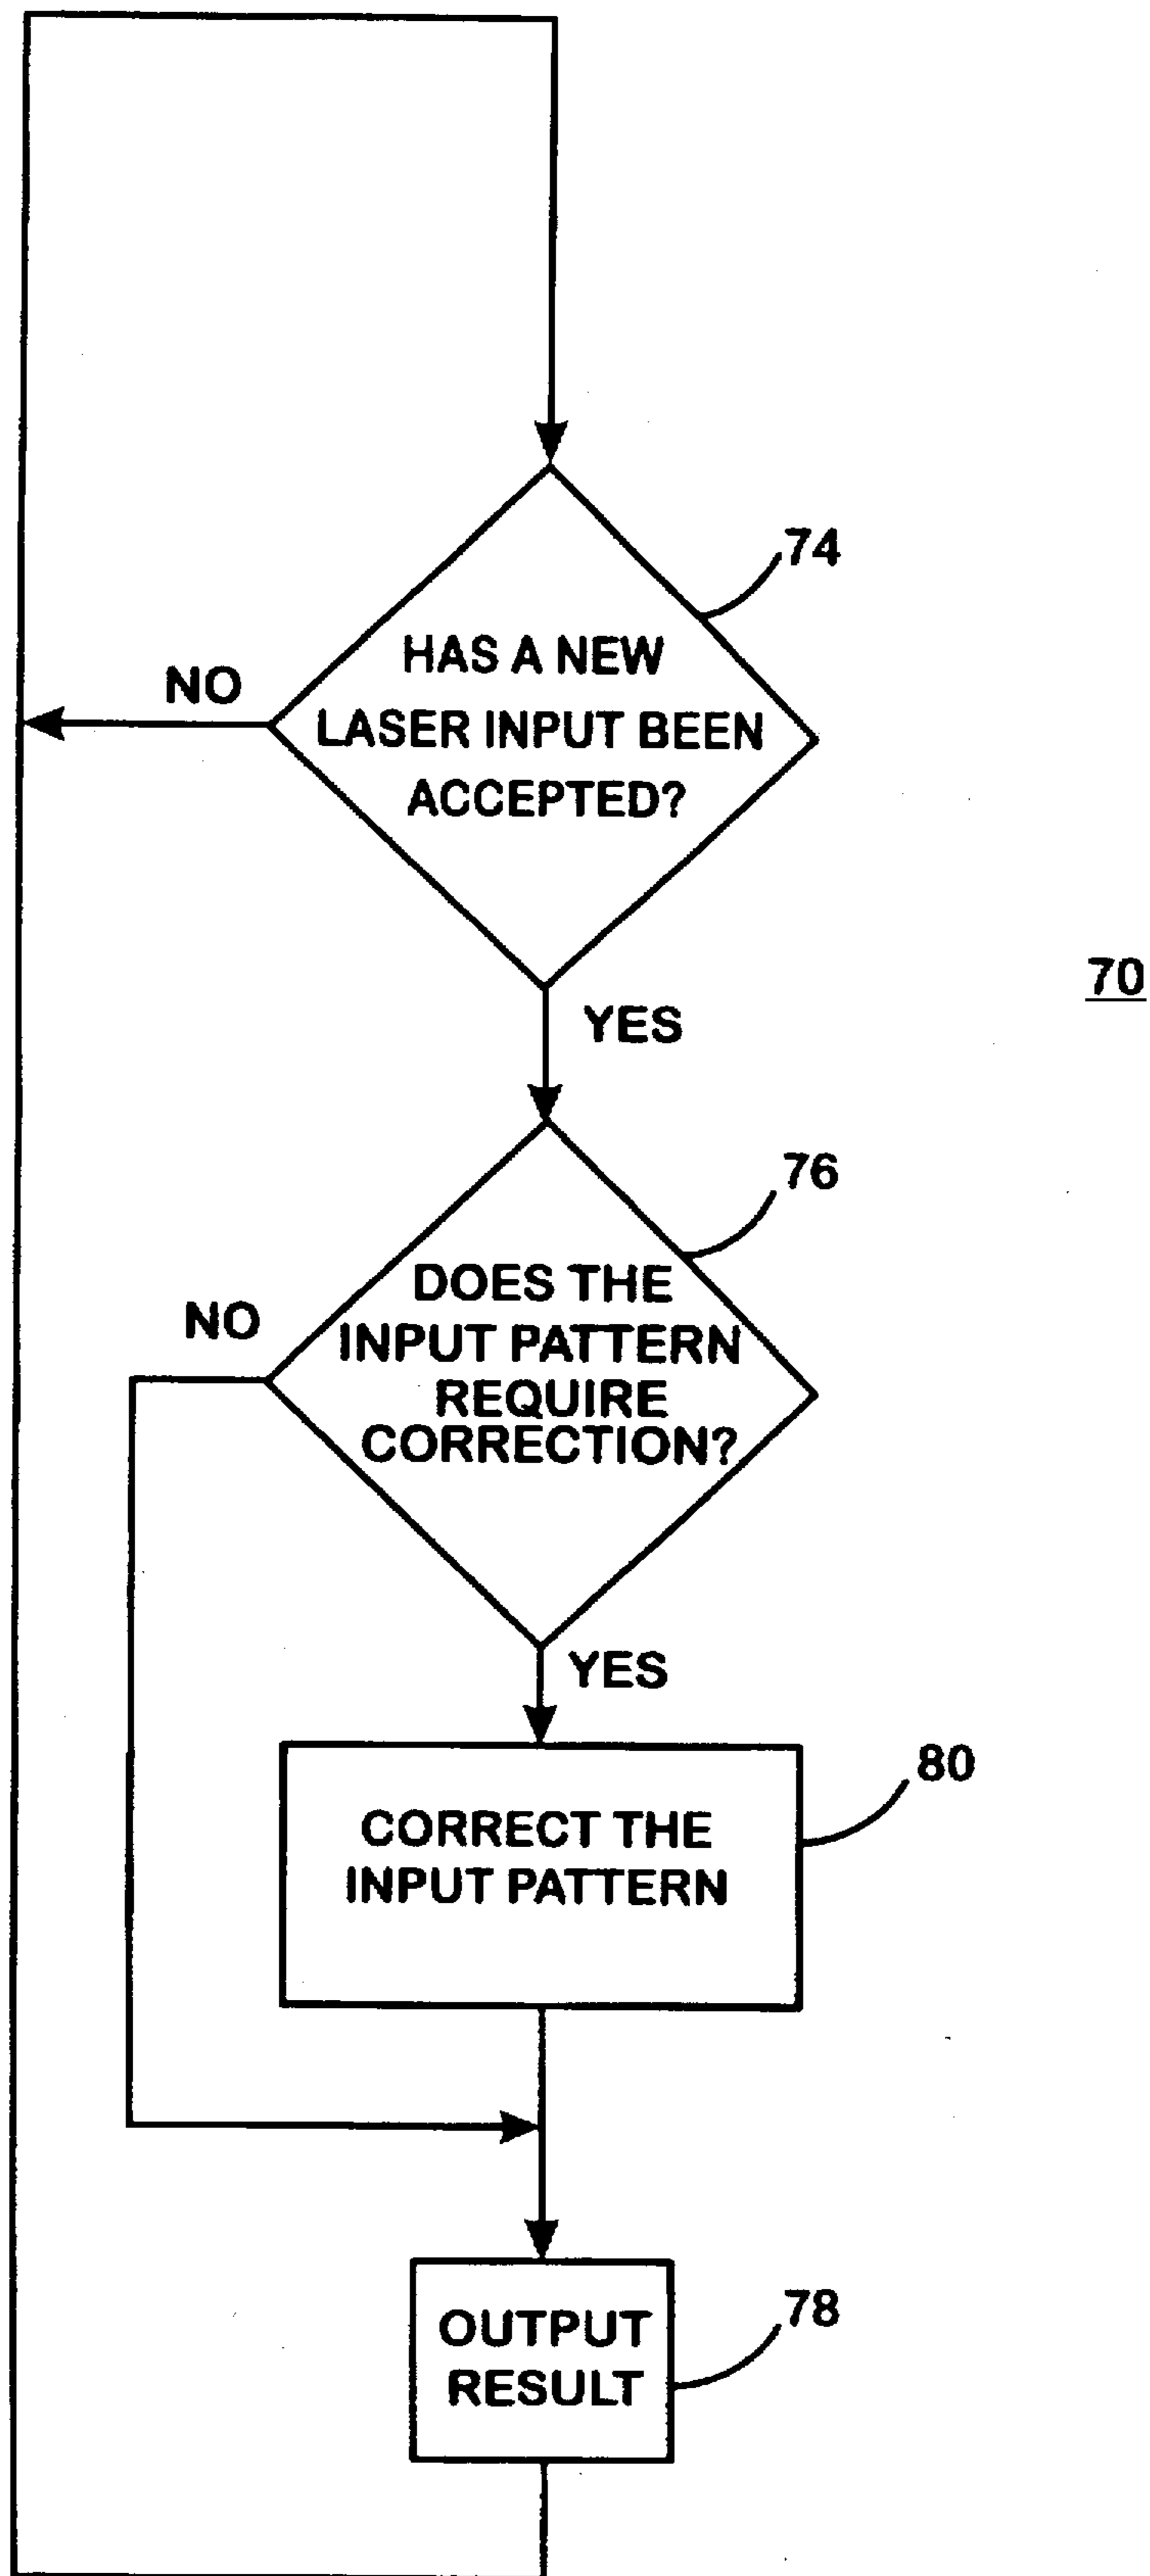 74
HAS A NEW
LASER INPUT BEEN
ACCEPTED?
NO
70
YES
76
DOES THE
INPUT PATTERN
REQUIRE
CORRECTION?
NO
YES
80
CORRECT THE
INPUT PATTERN
78
OUTPUT
RESULT